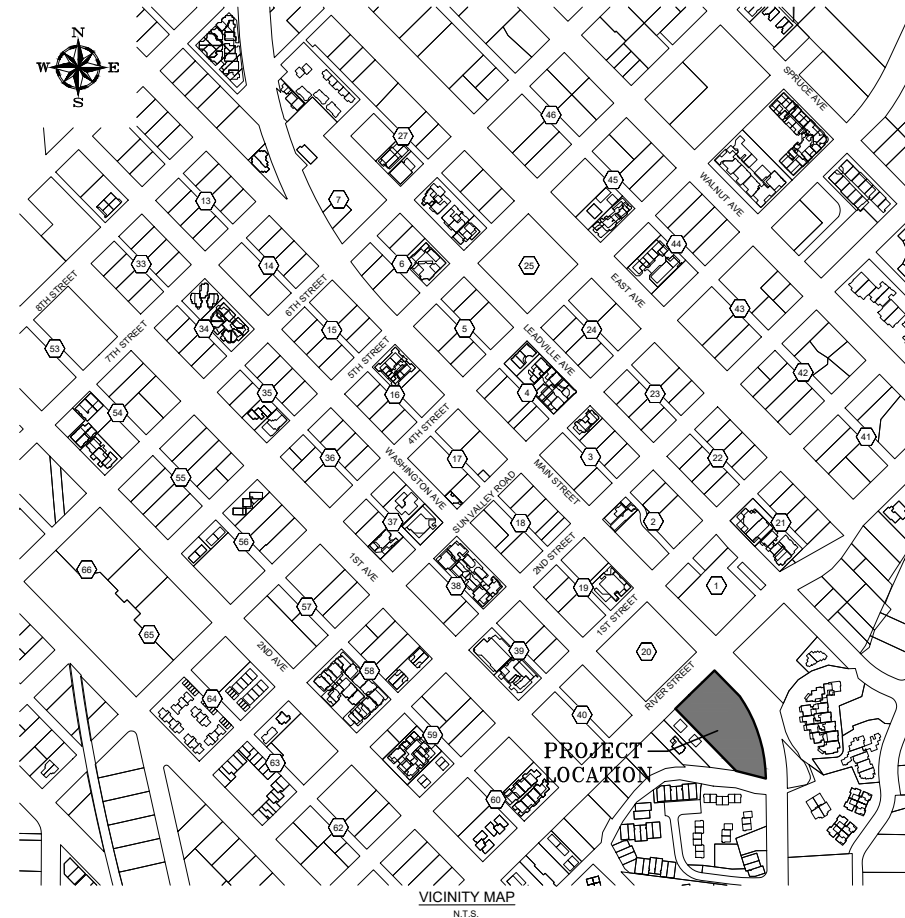 N
W E
S
SPRUCE AVE
46
27
45
WALNUT AVE
13
7
44
33
14
6
25
8TH STREET
6TH STREET
EAST AVE
43
34
7TH STREET
15
5
24
LEADVILLE AVE
53
5TH STREET
42
35
16
4
23
54
4TH STREET
41
36
17
3
22
WASHINGTON AVE
MAIN STREET
55
SUN VALLEY ROAD
37
18
2
21
56
1ST AVE
2ND STREET
66
38
19
1
57
1ST STREET
65
2ND AVE
39
20
58
RIVER STREET
64
40
59
PROJECT
LOCATION
63
60
62
VICINITY MAP
N.T.S.